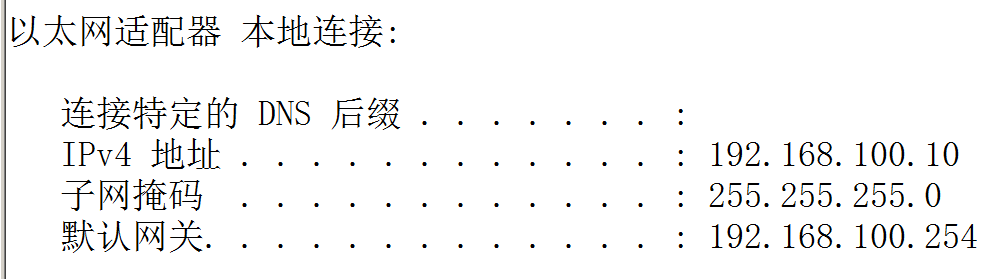 以太网适配器 本地连接:
连接特定的 DNS 后缀 . . . . . . . :
IPv4 地址 . . . . . . . . . . . . : 192.168.100.10
子网掩码  . . . . . . . . . . . . : 255.255.255.0
默认网关. . . . . . . . . . . . . : 192.168.100.254